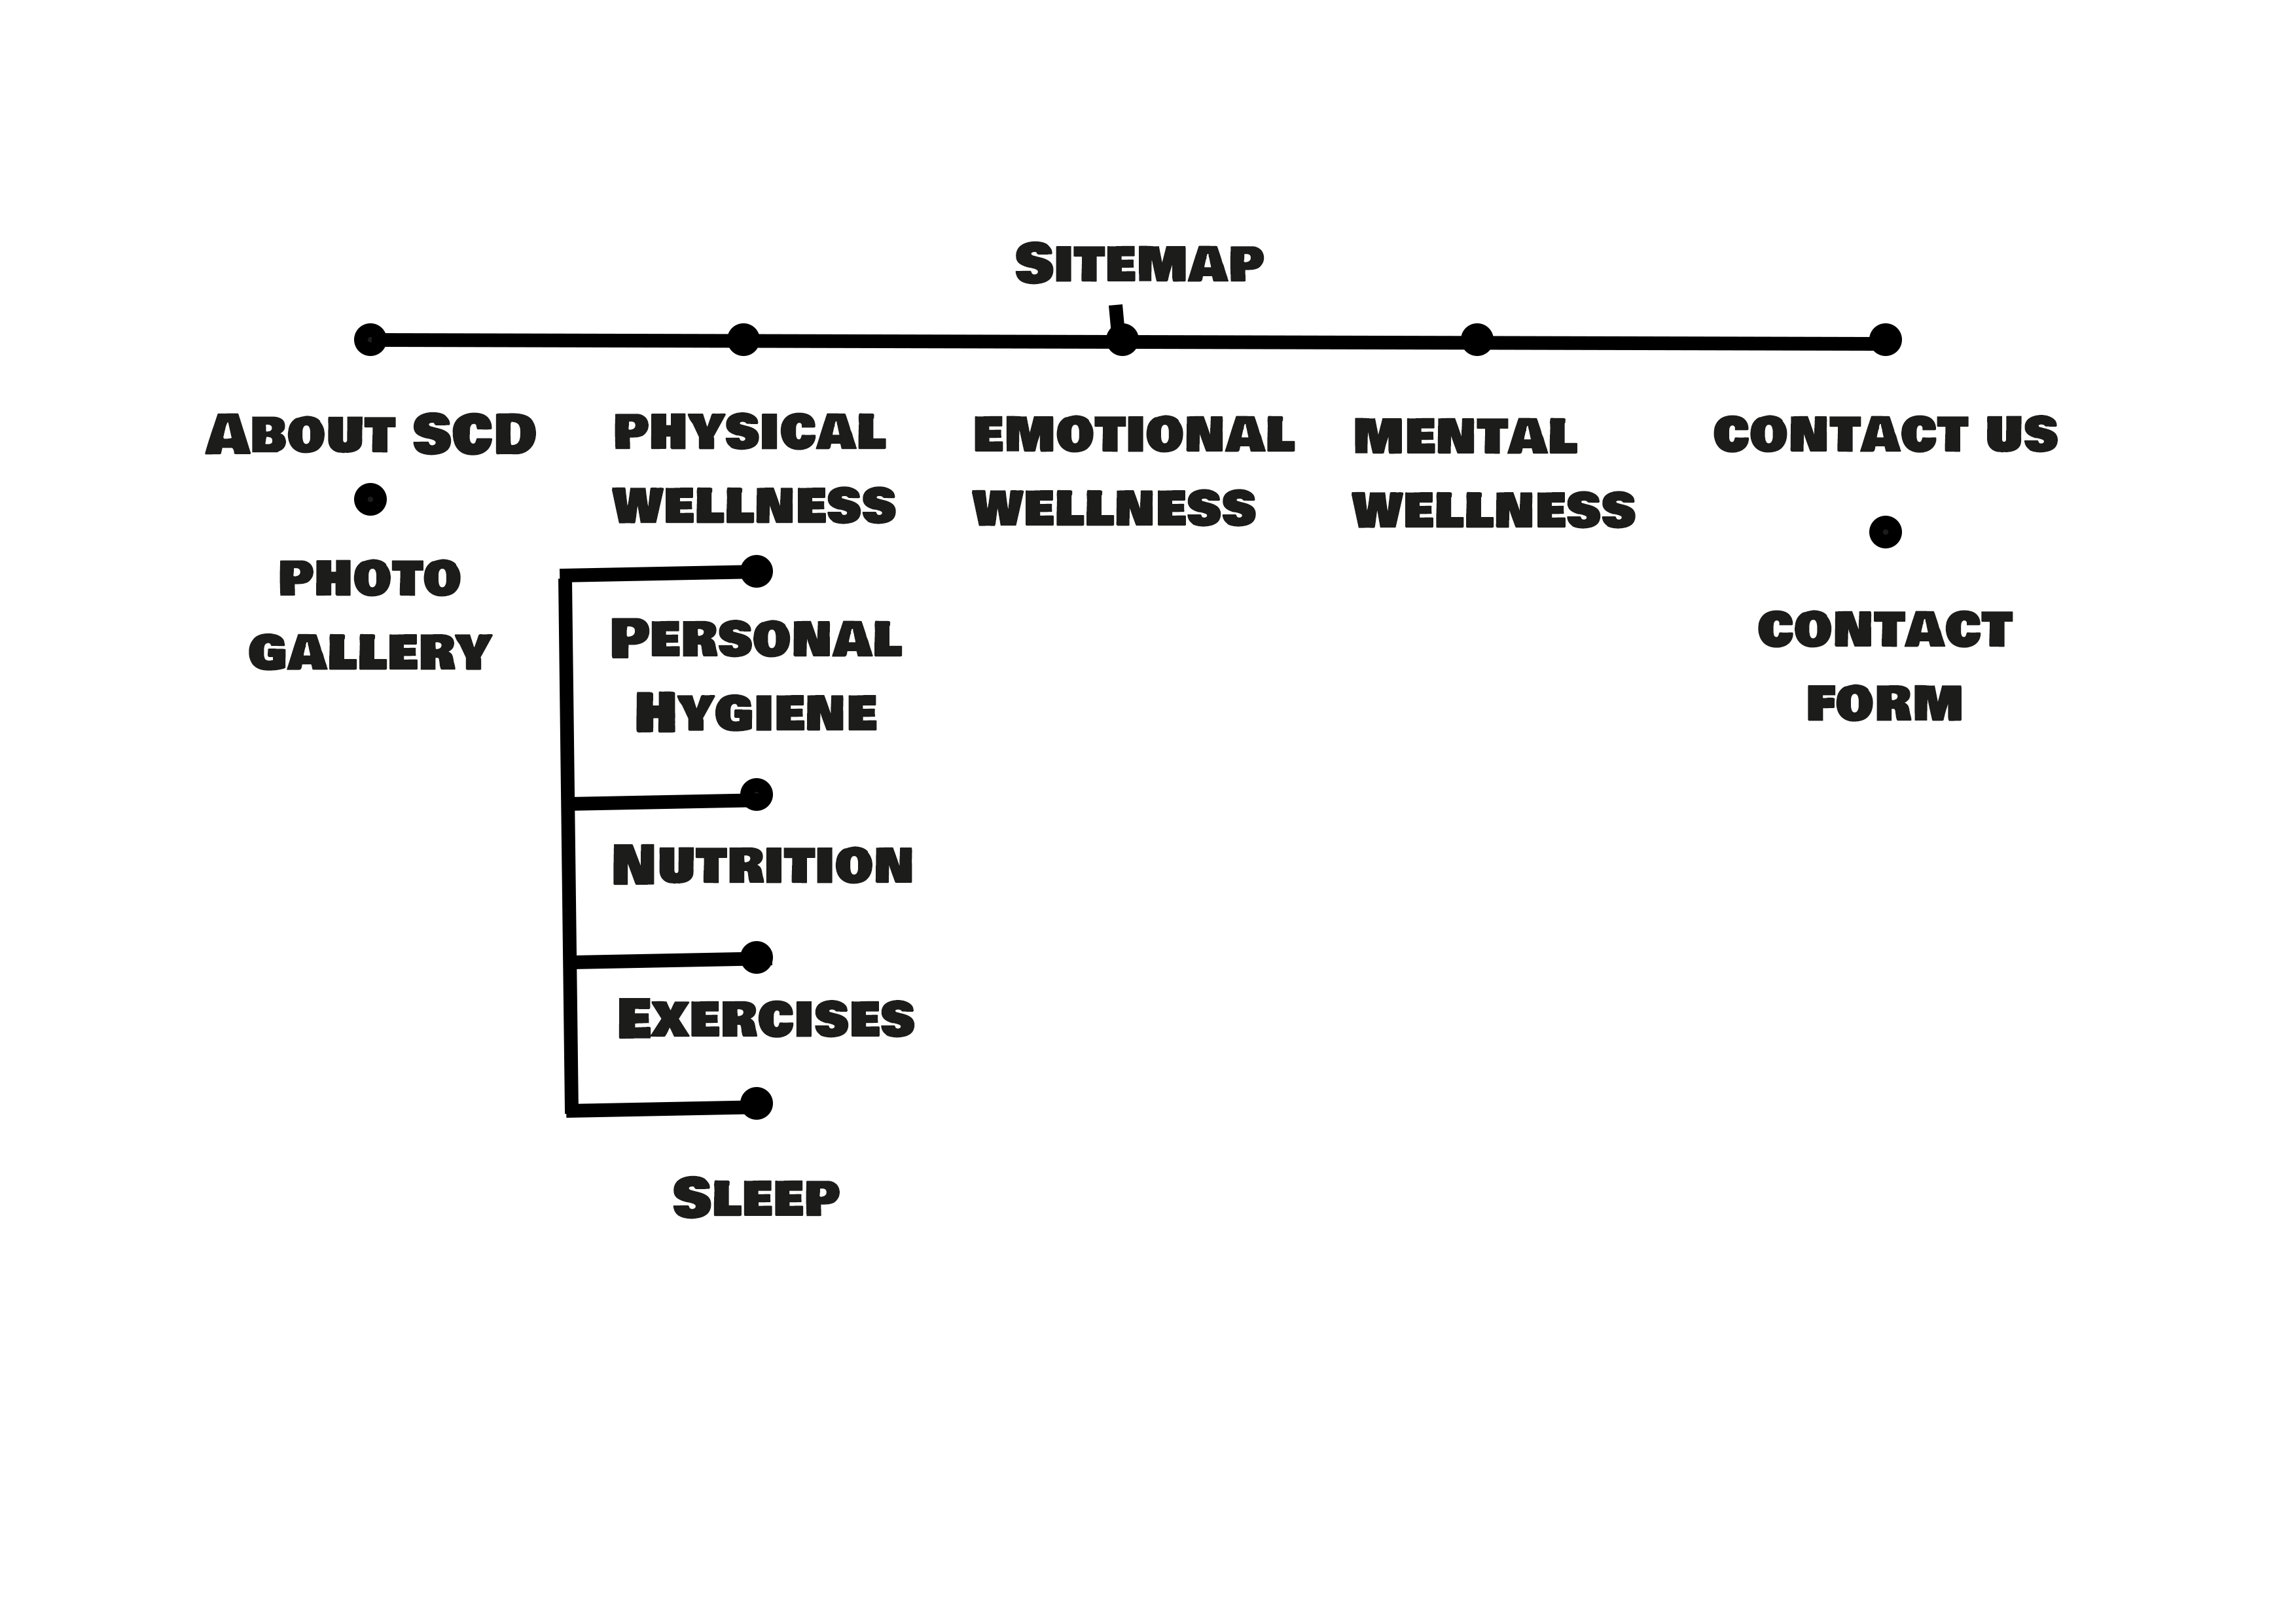 Sitemap
About SCD
Physical
Wellness
Emotional
Wellness
Mental
Wellness
Contact us
Photo
Gallery
Personal
Hygiene
Nutrition
Exercises
Sleep
Contact
Form